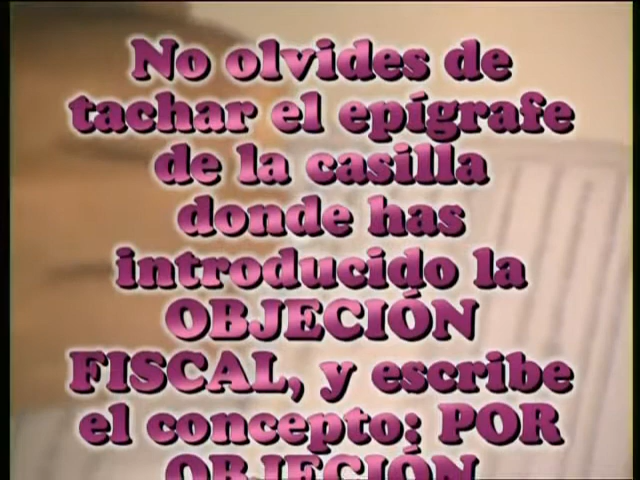 No olvides de
tachar el epígrafe
de la casilla
donde has
introducido la
OBJECIÓN
FISCAL, y escribe
el concepto: POR
OBJECIÓN